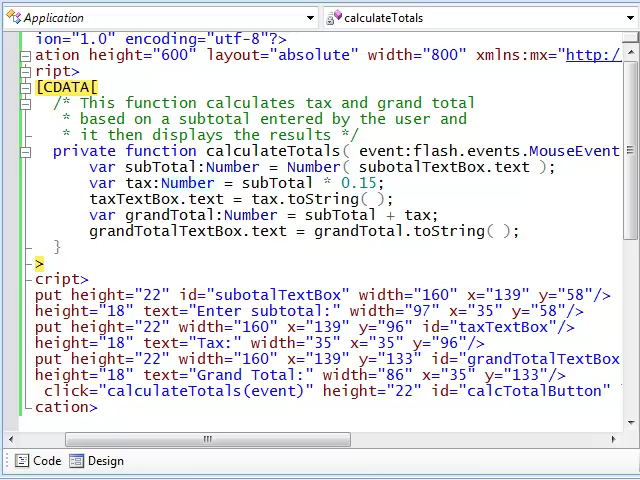 Application calculateTotals
ion="1.0" encoding="utf-8"?>
ation height="600" layout="absolute" width="800" xmlns:mx="http:/
ript>
[CDATA[
/* This function calculates tax and grand total
* based on a subtotal entered by the user and
* it then displays the results */
private function calculateTotals( event:flash.events.MouseEvent
var subTotal:Number = Number( subotalTextBox.text );
var tax:Number = subTotal * 0.15;
taxTextBox.text = tax.toString( );
var grandTotal:Number = subTotal + tax;
grandTotalTextBox.text = grandTotal.toString( );
}
>
cript>
put height="22" id="subotalTextBox" width="160" x="139" y="58"/>
height="18" text="Enter subtotal:" width="97" x="35" y="58"/>
put height="22" width="160" x="139" y="96" id="taxTextBox"/>
height="18" text="Tax:" width="35" x="35" y="96"/>
put height="22" width="160" x="139" y="133" id="grandTotalTextBox
height="18" text="Grand Total:" width="86" x="35" y="133"/>
click="calculateTotals(event)" height="22" id="calcTotalButton"
cation>
Code Design